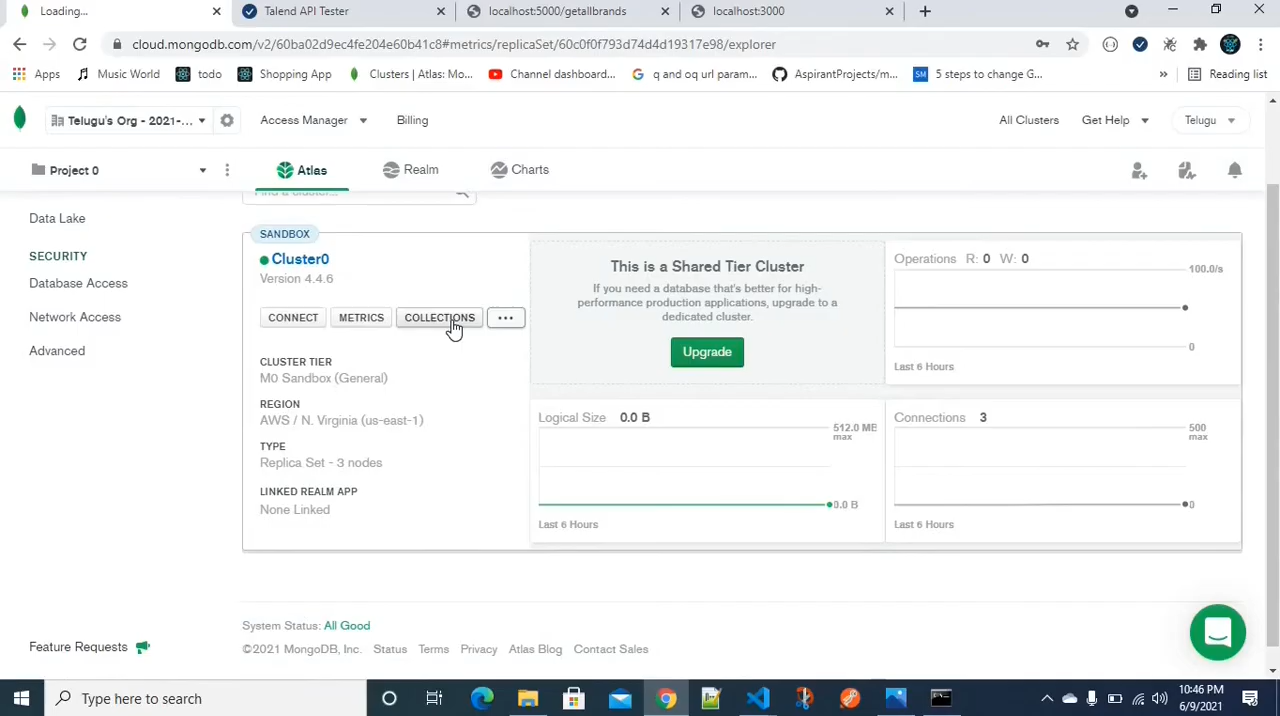 Loading...
Talend API Tester
localhost:5000/getallbrands
localhost:3000
cloud.mongodb.com/v2/60ba02d9ec4fe204e60b41c8#metrics/replicaSet/60c0f0f793d74d4d19317e98/explorer
Apps
Music World
todo
Shopping App
Clusters | Atlas: Mo...
Channel dashboard...
q and oq url param...
AspirantProjects/m...
SM
5 steps to change G...
»
Reading list
Telugu's Org - 2021-...
Access Manager
Billing
All Clusters
Get Help
Telugu
Project 0
Atlas
Realm
Charts
Find a cluster...
Data Lake
SECURITY
Database Access
Network Access
Advanced
Feature Requests
SANDBOX
Cluster0
Version 4.4.6
CONNECT
METRICS
COLLECTIONS
...
CLUSTER TIER
M0 Sandbox (General)
REGION
AWS / N. Virginia (us-east-1)
TYPE
Replica Set - 3 nodes
LINKED REALM APP
None Linked
This is a Shared Tier Cluster
If you need a database that's better for high-
performance production applications, upgrade to a
dedicated cluster.
Upgrade
Operations R: 0 W: 0
100.0/s
0
Last 6 Hours
Logical Size 0.0 B
512.0 MB
max
0.0 B
Last 6 Hours
Connections 3
500
max
0
Last 6 Hours
System Status: All Good
©2021 MongoDB, Inc. Status Terms Privacy Atlas Blog Contact Sales
Type here to search
10:46 PM
6/9/2021